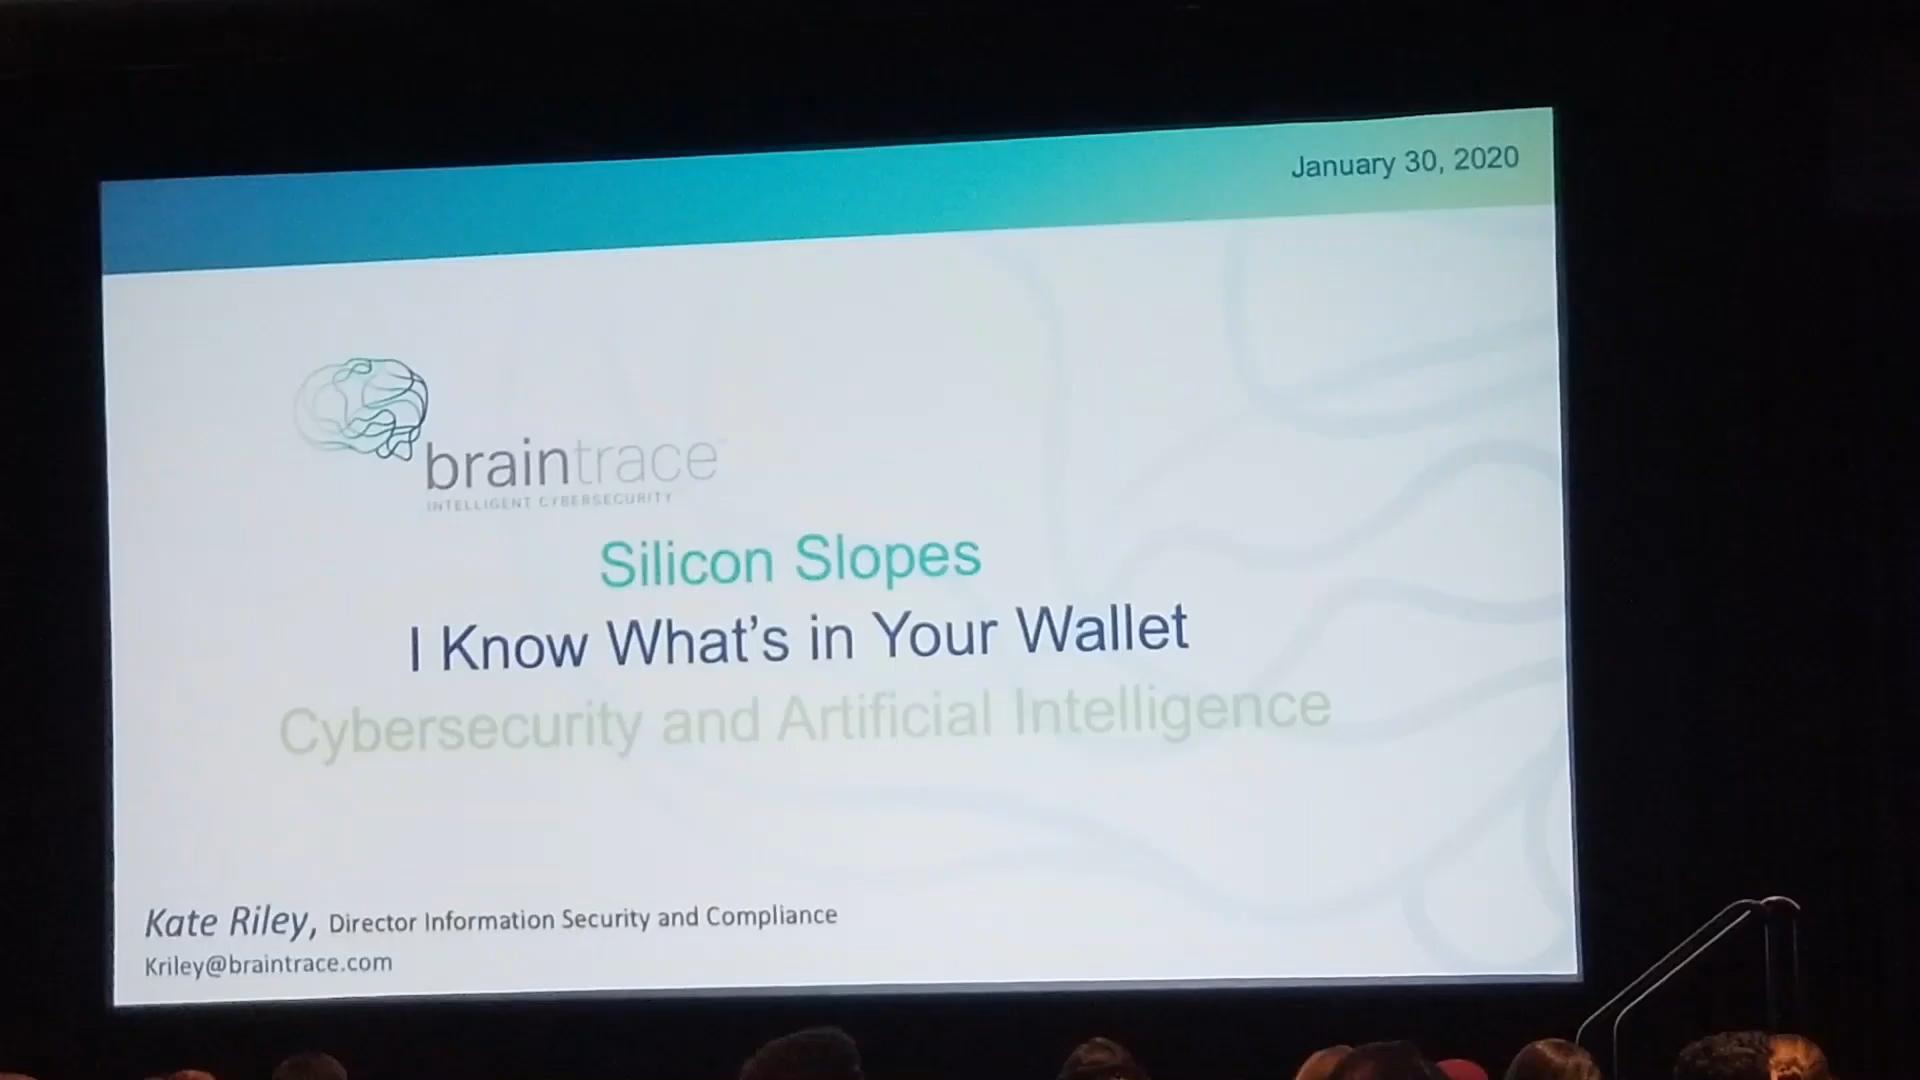 January 30, 2020
braintrace
INTELLIGENT CYBERSECURITY
Silicon Slopes
I Know What's in Your Wallet
Cybersecurity and Artificial Intelligence
Kate Riley, Director Information Security and Compliance
Kriley@braintrace.com